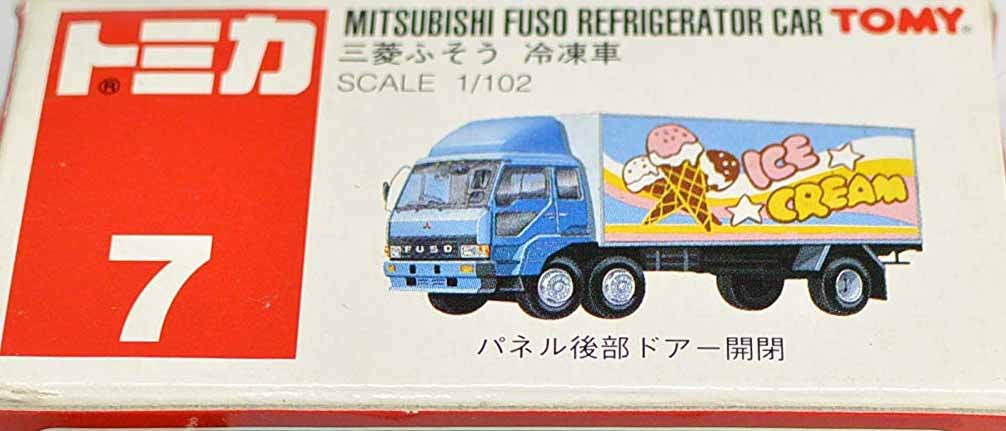 トミカ®
7
MITSUBISHI FUSO REFRIGERATOR CAR TOMY®
三菱ふそう 冷凍車
SCALE 1/102
ICE
CREAM
FUSO
パネル後部ドアー開閉